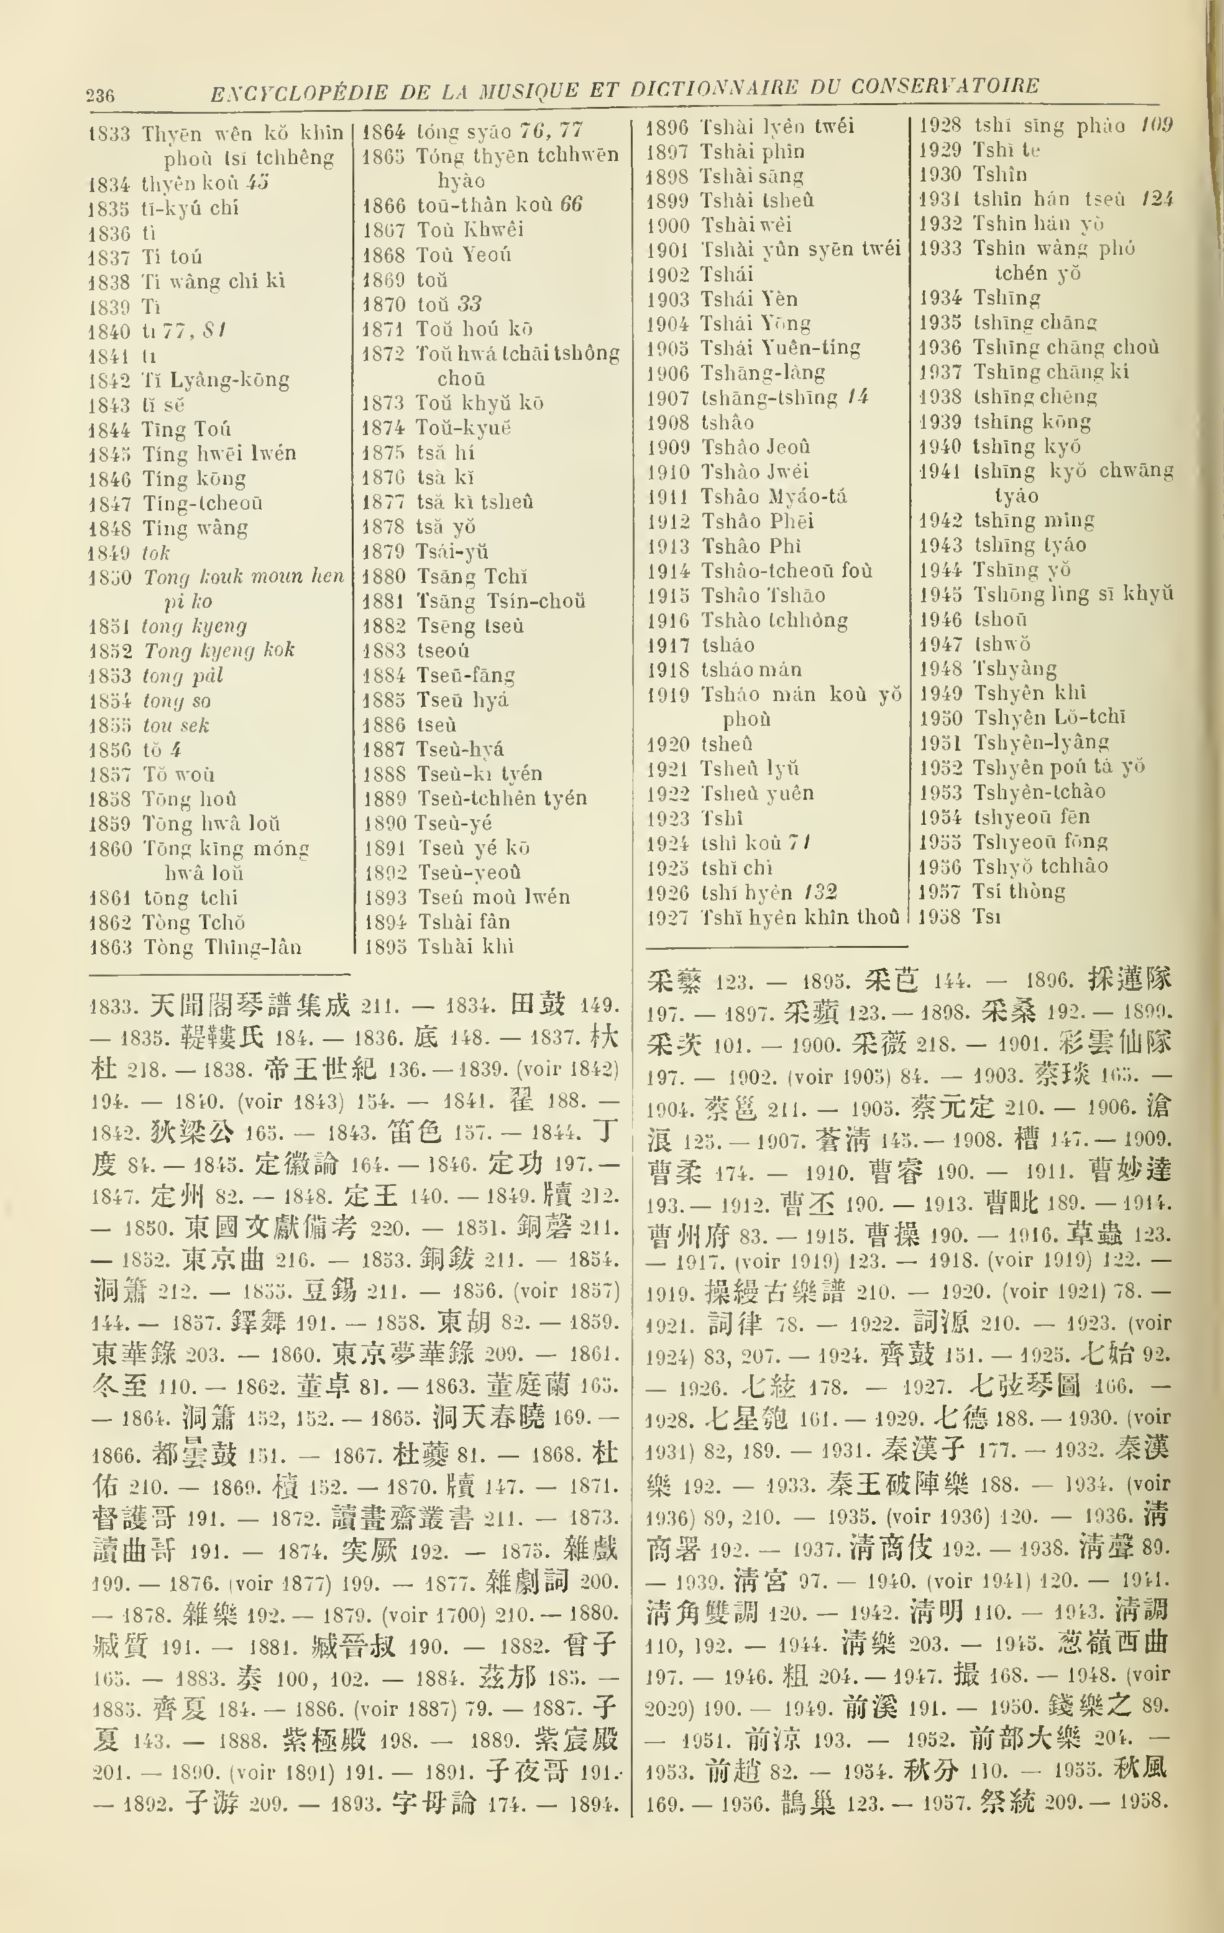 236 ENCYCLOPÉDIE DE LA MUSIQUE ET DICTIONNAIRE DU CONSERVATOIRE
1833 Thyēn wên kŏ khîn
phoù tsí tchhêng
1834 thyên koù 45
1835 tī-kyú chí
1836 tì
1837 Tí toú
1838 Tí wâng chí kì
1839 Tì
1840 tì 77, 81
1841 tì
1842 Tĭ Lyâng-kōng
1843 tĭ sĕ
1844 Tīng Toú
1845 Tíng hwēi lwén
1846 Tíng kōng
1847 Tíng-tcheoū
1848 Tíng wâng
1849 tok
1850 Tong kouk moun hen
pi ko
1851 tong kyeng
1852 Tong kyeng kok
1853 tong pàl
1854 tong so
1855 tou sek
1856 tŏ 4
1857 Tŏ woù
1858 Tōng hoû
1859 Tōng hwâ loŭ
1860 Tōng kīng móng
hwâ loŭ
1861 tōng tchi
1862 Tòng Tchŏ
1863 Tòng Thîng-lân
1864 tóng syāo 76, 77
1865 Tóng thyēn tchhwēn
hyào
1866 toū-thân koù 66
1867 Toù Khwêi
1868 Toù Yeoú
1869 toŭ
1870 toŭ 33
1871 Toŭ hoú kō
1872 Toŭ hwá tchāi tshông
choū
1873 Toŭ khyŭ kō
1874 Toŭ-kyuĕ
1875 tsă hí
1876 tsă kĭ
1877 tsă kì tsheû
1878 tsă yŏ
1879 Tsái-yŭ
1880 Tsāng Tchĭ
1881 Tsāng Tsín-choŭ
1882 Tsēng tseù
1883 tseoú
1884 Tseū-fāng
1885 Tseū hyá
1886 tseù
1887 Tseù-hyá
1888 Tseù-kĭ tyén
1889 Tseù-tchhên tyén
1890 Tseù-yé
1891 Tseù yé kō
1892 Tseù-yeoû
1893 Tseú moù lwén
1894 Tshài fân
1895 Tshài khì
1896 Tshài lyên twéi
1897 Tshài phîn
1898 Tshài sāng
1899 Tshài tsheû
1900 Tshài wêi
1901 Tshài yûn syēn twéi
1902 Tshái
1903 Tshái Yèn
1904 Tshái Yōng
1905 Tshái Yuên-tíng
1906 Tshāng-làng
1907 tshāng-tshīng 14
1908 tshâo
1909 Tshâo Jeoû
1910 Tshâo Jwéi
1911 Tshâo Myáo-tá
1912 Tshâo Phēi
1913 Tshâo Phì
1914 Tshâo-tcheoū foù
1915 Tshâo Tshāo
1916 Tshào tchhông
1917 tsháo
1918 tsháo mán
1919 Tsháo mán koù yŏ
phoù
1920 tsheû
1921 Tsheû lyŭ
1922 Tsheû yuên
1923 Tshî
1924 tshî koù 71
1925 tshĭ chì
1926 tshĭ hyên 132
1927 Tshĭ hyên khîn thoû
1928 tshĭ sīng phâo 109
1929 Tshĭ te
1930 Tshîn
1931 tshîn hán tseù 124
1932 Tshîn hán yŏ
1933 Tshîn wâng phó
tchén yŏ
1934 Tshīng
1935 tshīng chāng
1936 Tshīng chāng choù
1937 Tshīng chāng kí
1938 tshīng chēng
1939 tshīng kōng
1940 tshīng kyŏ
1941 tshīng kyŏ chwāng
tyáo
1942 tshīng mîng
1943 tshīng tyáo
1944 Tshīng yŏ
1945 Tshōng lìng sī khyŭ
1946 tshoū
1947 tshwŏ
1948 Tshyâng
1949 Tshyên khī
1950 Tshyên Lŏ-tchī
1951 Tshyên-lyâng
1952 Tshyên poú tá yŏ
1953 Tshyên-tchào
1954 tshyeoū fēn
1955 Tshyeoū fōng
1956 Tshyŏ tchhâo
1957 Tsí thòng
1958 Tsı
1833. 天聞閣琴譜集成 211. — 1834. 田鼓 149.
— 1835. 鞮鞻氏 184. — 1836. 底 148. — 1837. 杕
杜 218. — 1838. 帝王世紀 136. — 1839. (voir 1842)
194. — 1840. (voir 1843) 154. — 1841. 翟 188. —
1842. 狄梁公 165. — 1843. 笛色 157. — 1844. 丁
度 84. — 1845. 定徽論 164. — 1846. 定功 197. —
1847. 定州 82. — 1848. 定王 140. — 1849. 牘 212.
— 1850. 東國文獻備考 220. — 1851. 銅磬 211.
— 1852. 東京曲 216. — 1853. 銅鈸 211. — 1854.
洞簫 212. — 1855. 豆錫 211. — 1856. (voir 1857)
144. — 1857. 鐸舞 191. — 1858. 東胡 82. — 1859.
東華錄 203. — 1860. 東京夢華錄 209. — 1861.
冬至 110. — 1862. 董卓 81. — 1863. 董庭蘭 165.
— 1864. 洞簫 152, 152. — 1865. 洞天春曉 169. —
1866. 都曇鼓 151. — 1867. 杜夔 81. — 1868. 杜
佑 210. — 1869. 櫝 152. — 1870. 牘 147. — 1871.
督護哥 191. — 1872. 讀畫齋叢書 211. — 1873.
讀曲哥 191. — 1874. 突厥 192. — 1875. 雜戲
199. — 1876. (voir 1877) 199. — 1877. 雜劇詞 200.
— 1878. 雜樂 192. — 1879. (voir 1700) 210. — 1880.
臧質 191. — 1881. 臧晉叔 190. — 1882. 曾子
165. — 1883. 奏 100, 102. — 1884. 茲邡 185. —
1885. 齊夏 184. — 1886. (voir 1887) 79. — 1887. 子
夏 143. — 1888. 紫極殿 198. — 1889. 紫宸殿
201. — 1890. (voir 1891) 191. — 1891. 子夜哥 191.
— 1892. 子游 209. — 1893. 字母論 174. — 1894.
采蘩 123. — 1895. 采芑 144. — 1896. 採蓮隊
197. — 1897. 采蘋 123. — 1898. 采桑 192. — 1899.
采茨 101. — 1900. 采薇 218. — 1901. 彩雲仙隊
197. — 1902. (voir 1905) 84. — 1903. 蔡琰 165. —
1904. 蔡邕 211. — 1905. 蔡元定 210. — 1906. 滄
浪 125. — 1907. 蒼淸 145. — 1908. 槽 147. — 1909.
曹柔 174. — 1910. 曹睿 190. — 1911. 曹妙達
193. — 1912. 曹丕 190. — 1913. 曹毗 189. — 1914.
曹州府 83. — 1915. 曹操 190. — 1916. 草蟲 123.
— 1917. (voir 1919) 123. — 1918. (voir 1919) 122. —
1919. 操縵古樂譜 210. — 1920. (voir 1921) 78. —
1921. 詞律 78. — 1922. 詞源 210. — 1923. (voir
1924) 83, 207. — 1924. 齊鼓 151. — 1925. 七始 92.
— 1926. 七絃 178. — 1927. 七弦琴圖 166. —
1928. 七星匏 161. — 1929. 七德 188. — 1930. (voir
1931) 82, 189. — 1931. 秦漢子 177. — 1932. 秦漢
樂 192. — 1933. 秦王破陣樂 188. — 1934. (voir
1936) 89, 210. — 1935. (voir 1936) 120. — 1936. 淸
商署 192. — 1937. 淸商伎 192. — 1938. 淸聲 89.
— 1939. 淸宮 97. — 1940. (voir 1941) 120. — 1941.
淸角雙調 120. — 1942. 淸明 110. — 1943. 淸調
110, 192. — 1944. 淸樂 203. — 1945. 葱嶺西曲
197. — 1946. 粗 204. — 1947. 撮 168. — 1948. (voir
2029) 190. — 1949. 前溪 191. — 1950. 錢樂之 89.
— 1951. 前涼 193. — 1952. 前部大樂 204. —
1953. 前趙 82. — 1954. 秋分 110. — 1955. 秋風
169. — 1956. 鵲巢 123. — 1957. 祭統 209. — 1958.